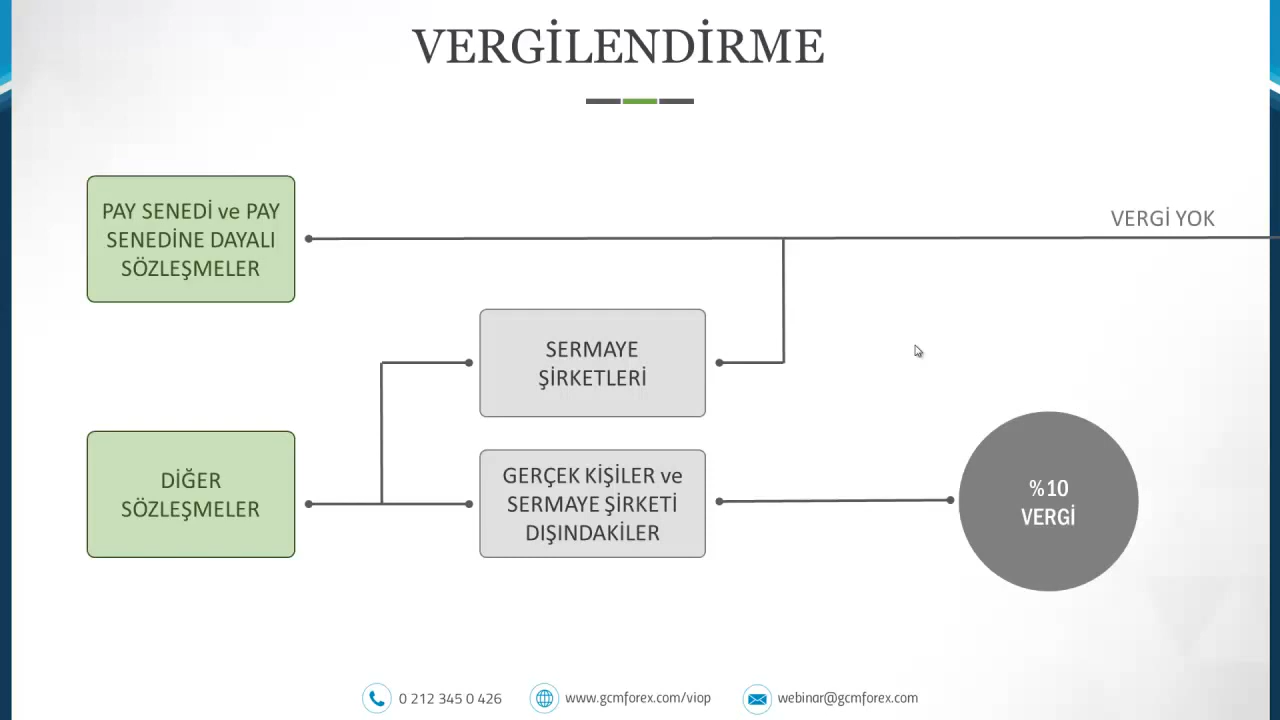 VERGİLENDİRME
PAY SENEDİ ve PAY
SENEDİNE DAYALI
SÖZLEŞMELER
VERGİ YOK
SERMAYE
ŞİRKETLERİ
DİĞER
SÖZLEŞMELER
GERÇEK KİŞİLER ve
SERMAYE ŞİRKETİ
DIŞINDAKİLER
%10
VERGİ
0 212 345 0 426
www.gcmforex.com/viop
webinar@gcmforex.com